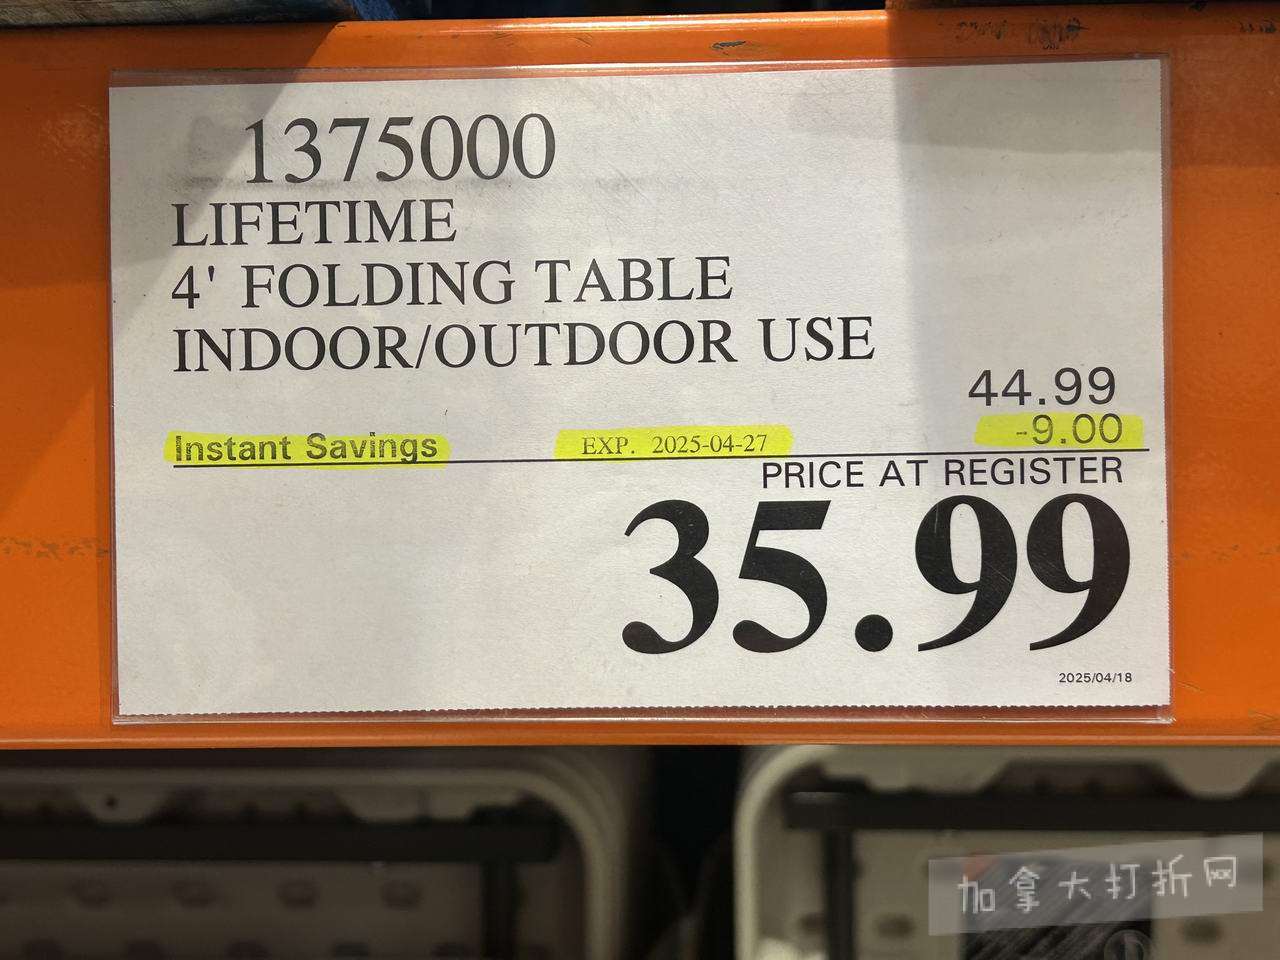 1375000
LIFETIME
4' FOLDING TABLE
INDOOR/OUTDOOR USE
44.99
Instant Savings EXP. 2025-04-27 -9.00
PRICE AT REGISTER
35.99
2025/04/18
加拿大打折网